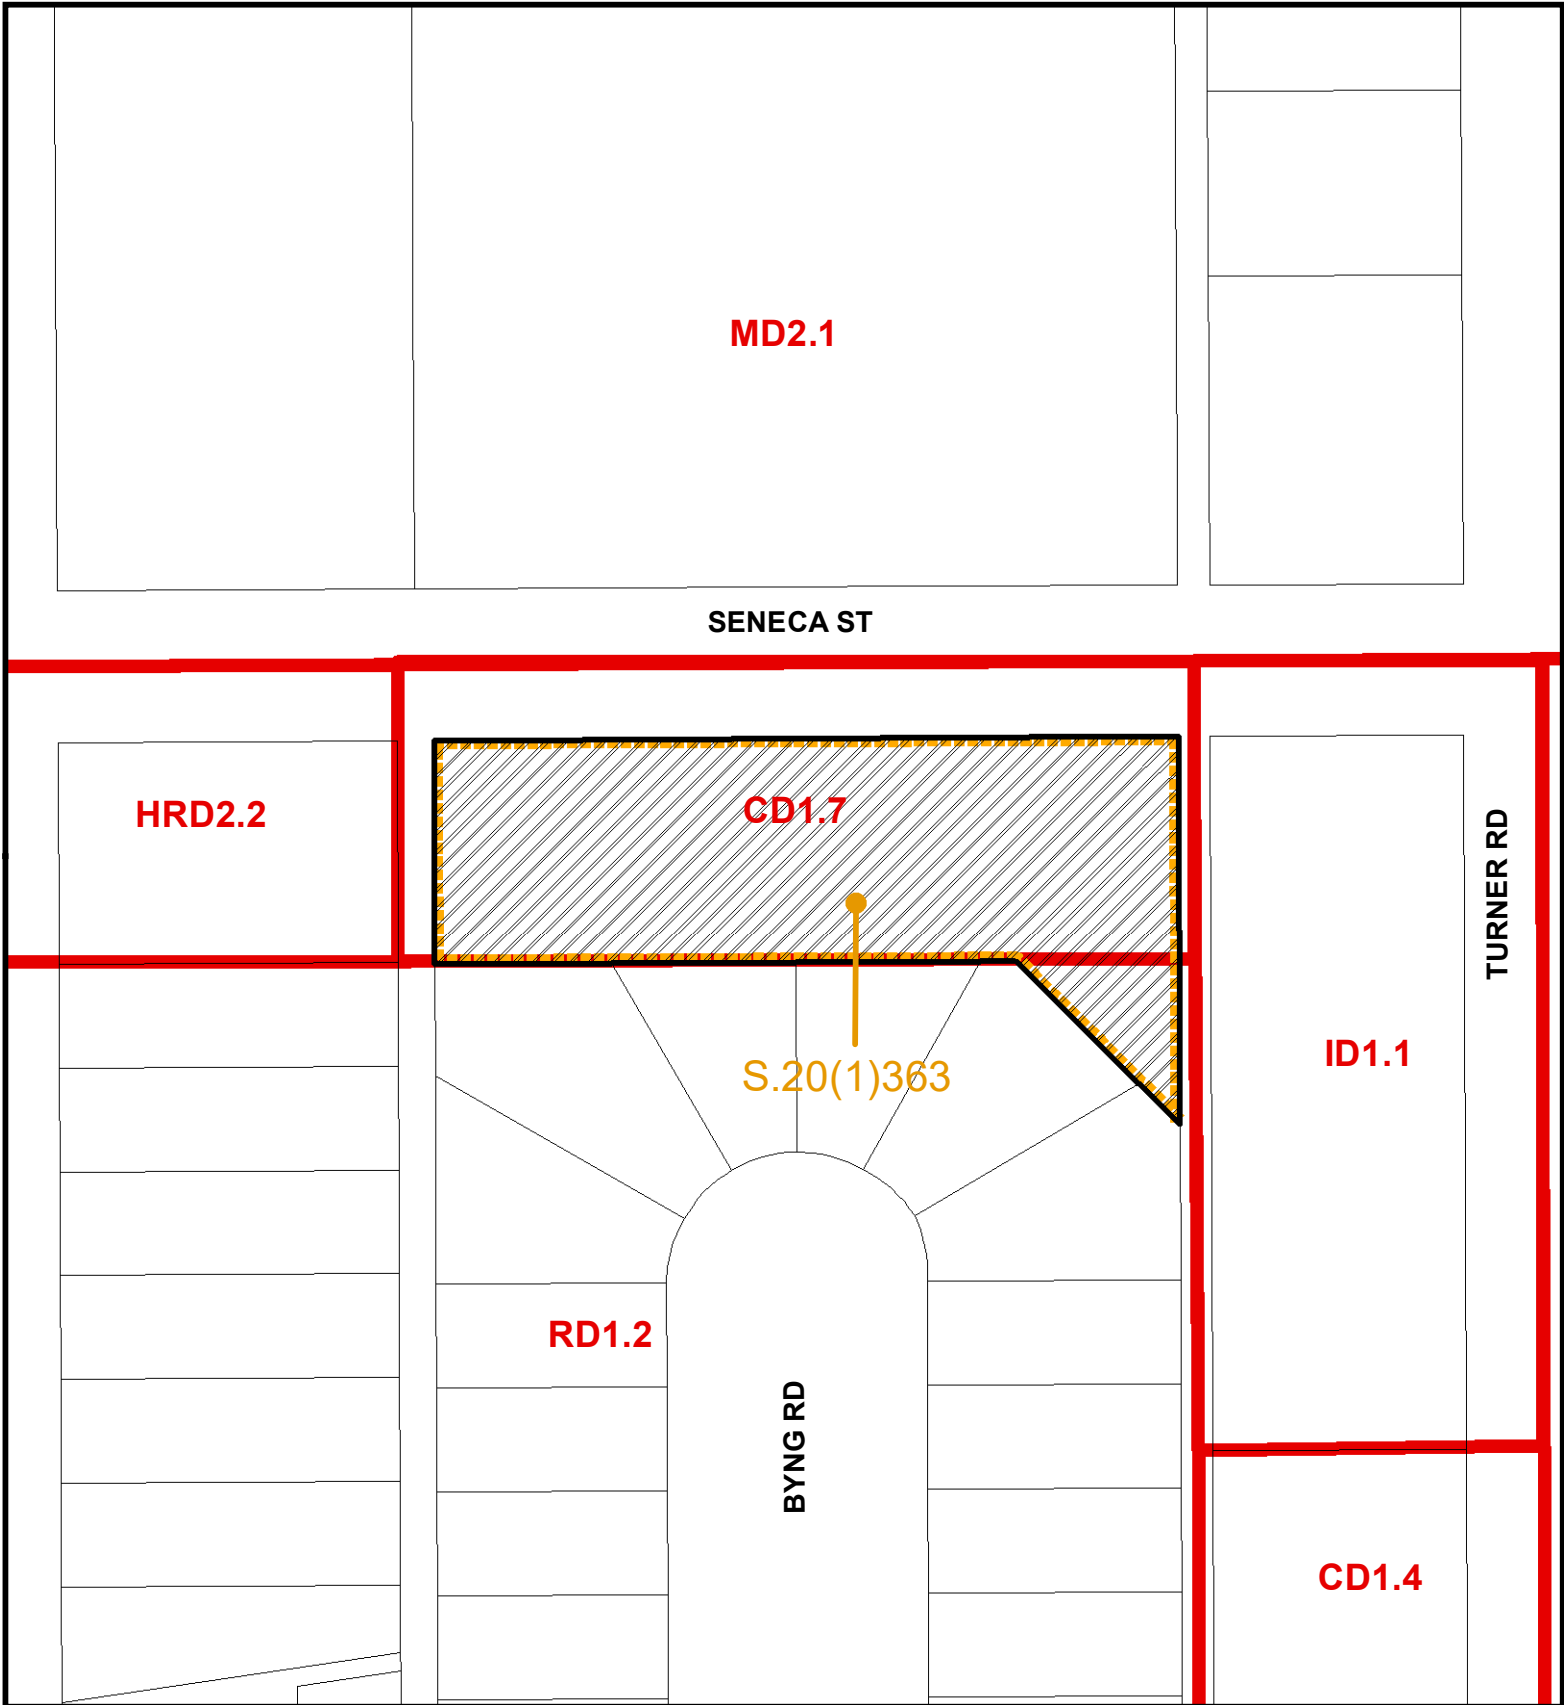 MD2.1
SENECA ST
HRD2.2
CD1.7
TURNER RD
S.20(1)363
ID1.1
RD1.2
BYNG RD
CD1.4